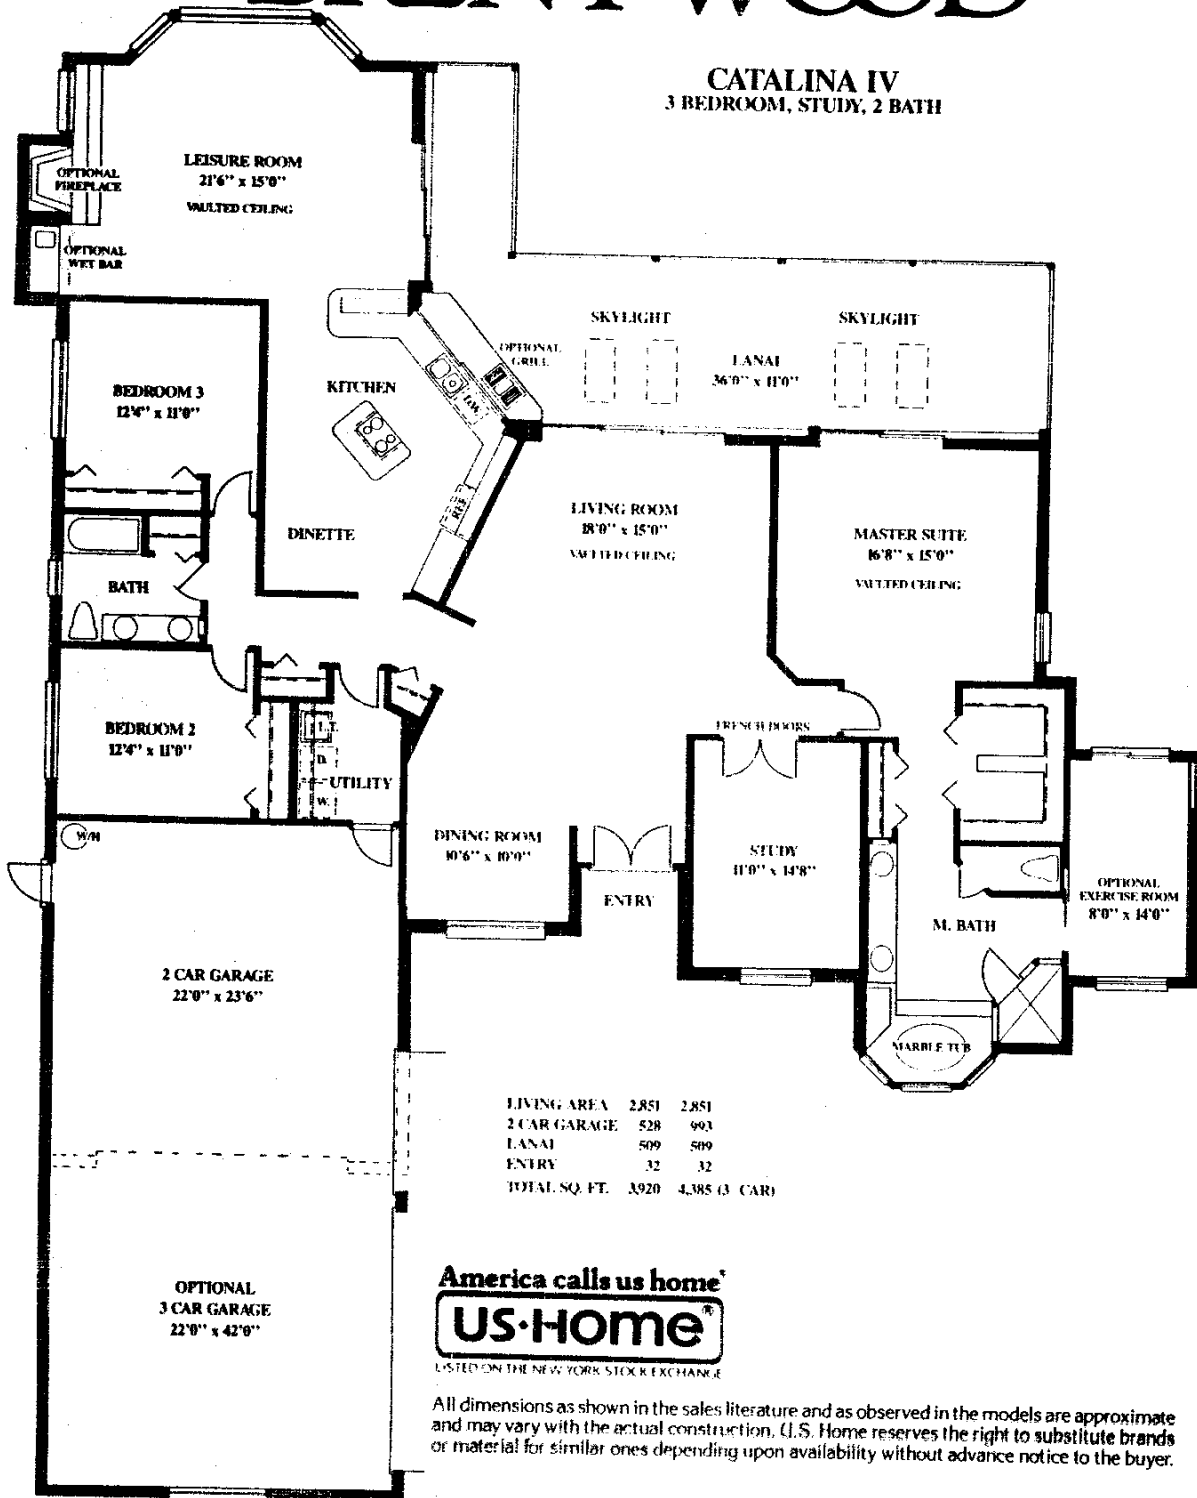 BRENTWOOD
CATALINA IV
3 BEDROOM, STUDY, 2 BATH
LEISURE ROOM
21'6" x 15'0"
VAULTED CEILING
OPTIONAL
FIREPLACE
OPTIONAL
WET BAR
SKYLIGHT
SKYLIGHT
OPTIONAL
GRILL
LANAI
36'0" x 11'0"
BEDROOM 3
12'4" x 11'0"
KITCHEN
D.W.
REF.
DINETTE
LIVING ROOM
18'0" x 15'0"
VAULTED CEILING
MASTER SUITE
16'8" x 15'0"
VAULTED CEILING
BATH
BEDROOM 2
12'4" x 11'0"
L.T.
D.
W.
UTILITY
FRENCH DOORS
W/H
DINING ROOM
10'6" x 10'0"
ENTRY
STUDY
11'0" x 14'8"
M. BATH
OPTIONAL
EXERCISE ROOM
8'0" x 14'0"
MARBLE TUB
2 CAR GARAGE
22'0" x 23'6"
LIVING AREA 2,851 2,851
2 CAR GARAGE 528 993
LANAI 509 509
ENTRY 32 32
TOTAL SQ. FT. 3,920 4,385 (3 CAR)
OPTIONAL
3 CAR GARAGE
22'0" x 42'0"
America calls us home
US·Home®
LISTED ON THE NEW YORK STOCK EXCHANGE
All dimensions as shown in the sales literature and as observed in the models are approximate
and may vary with the actual construction. U.S. Home reserves the right to substitute brands
or material for similar ones depending upon availability without advance notice to the buyer.